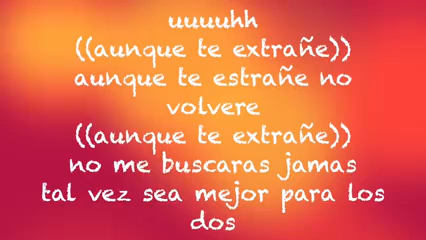 uuuuhh
((aunque te extrañe))
aunque te estrañe no
volvere
((aunque te extrañe))
no me buscaras jamas
tal vez sea mejor para los
dos